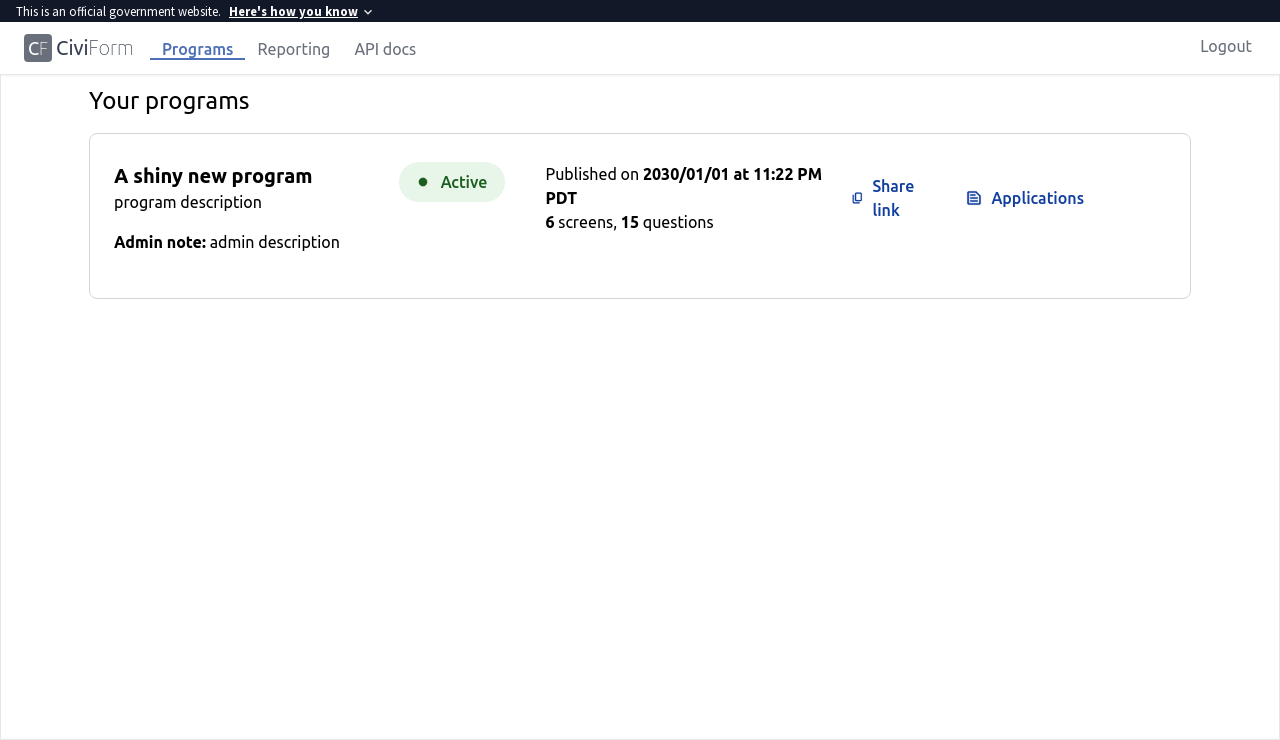 This is an official government website. Here's how you know
CF CiviForm Programs Reporting API docs Logout
Your programs
A shiny new program
program description
Admin note: admin description
Active
Published on 2030/01/01 at 11:22 PM
PDT
6 screens, 15 questions
Share
link
Applications